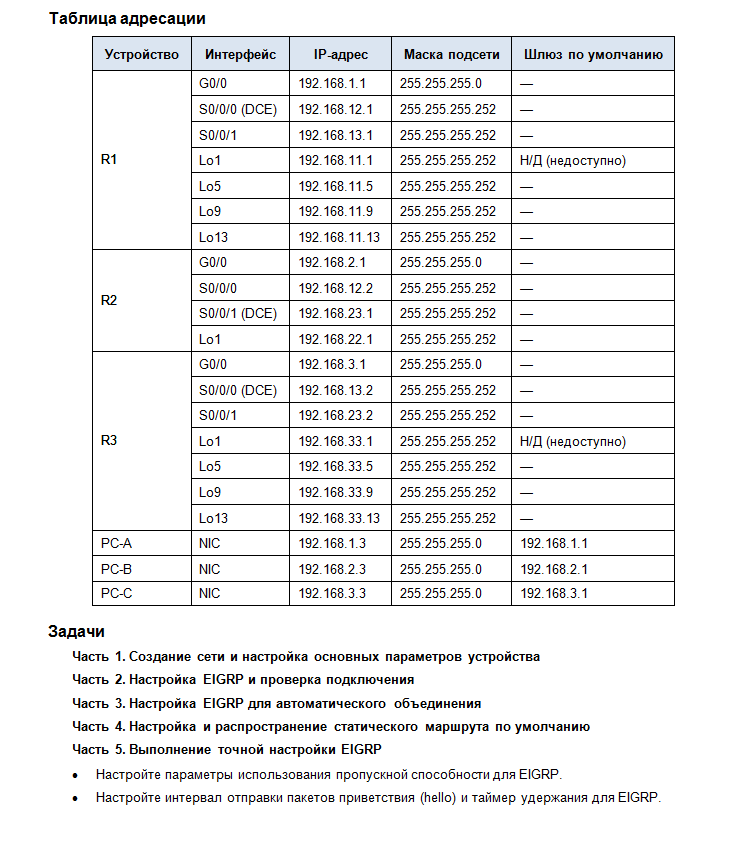 Таблица адресации
Устройство Интерфейс IP-адрес Маска подсети Шлюз по умолчанию
R1
G0/0 192.168.1.1 255.255.255.0 —
S0/0/0 (DCE) 192.168.12.1 255.255.255.252 —
S0/0/1 192.168.13.1 255.255.255.252 —
Lo1 192.168.11.1 255.255.255.252 Н/Д (недоступно)
Lo5 192.168.11.5 255.255.255.252 —
Lo9 192.168.11.9 255.255.255.252 —
Lo13 192.168.11.13 255.255.255.252 —
R2
G0/0 192.168.2.1 255.255.255.0 —
S0/0/0 192.168.12.2 255.255.255.252 —
S0/0/1 (DCE) 192.168.23.1 255.255.255.252 —
Lo1 192.168.22.1 255.255.255.252 —
R3
G0/0 192.168.3.1 255.255.255.0 —
S0/0/0 (DCE) 192.168.13.2 255.255.255.252 —
S0/0/1 192.168.23.2 255.255.255.252 —
Lo1 192.168.33.1 255.255.255.252 Н/Д (недоступно)
Lo5 192.168.33.5 255.255.255.252 —
Lo9 192.168.33.9 255.255.255.252 —
Lo13 192.168.33.13 255.255.255.252 —
PC-A NIC 192.168.1.3 255.255.255.0 192.168.1.1
PC-B NIC 192.168.2.3 255.255.255.0 192.168.2.1
PC-C NIC 192.168.3.3 255.255.255.0 192.168.3.1
Задачи
Часть 1. Создание сети и настройка основных параметров устройства
Часть 2. Настройка EIGRP и проверка подключения
Часть 3. Настройка EIGRP для автоматического объединения
Часть 4. Настройка и распространение статического маршрута по умолчанию
Часть 5. Выполнение точной настройки EIGRP
• Настройте параметры использования пропускной способности для EIGRP.
• Настройте интервал отправки пакетов приветствия (hello) и таймер удержания для EIGRP.